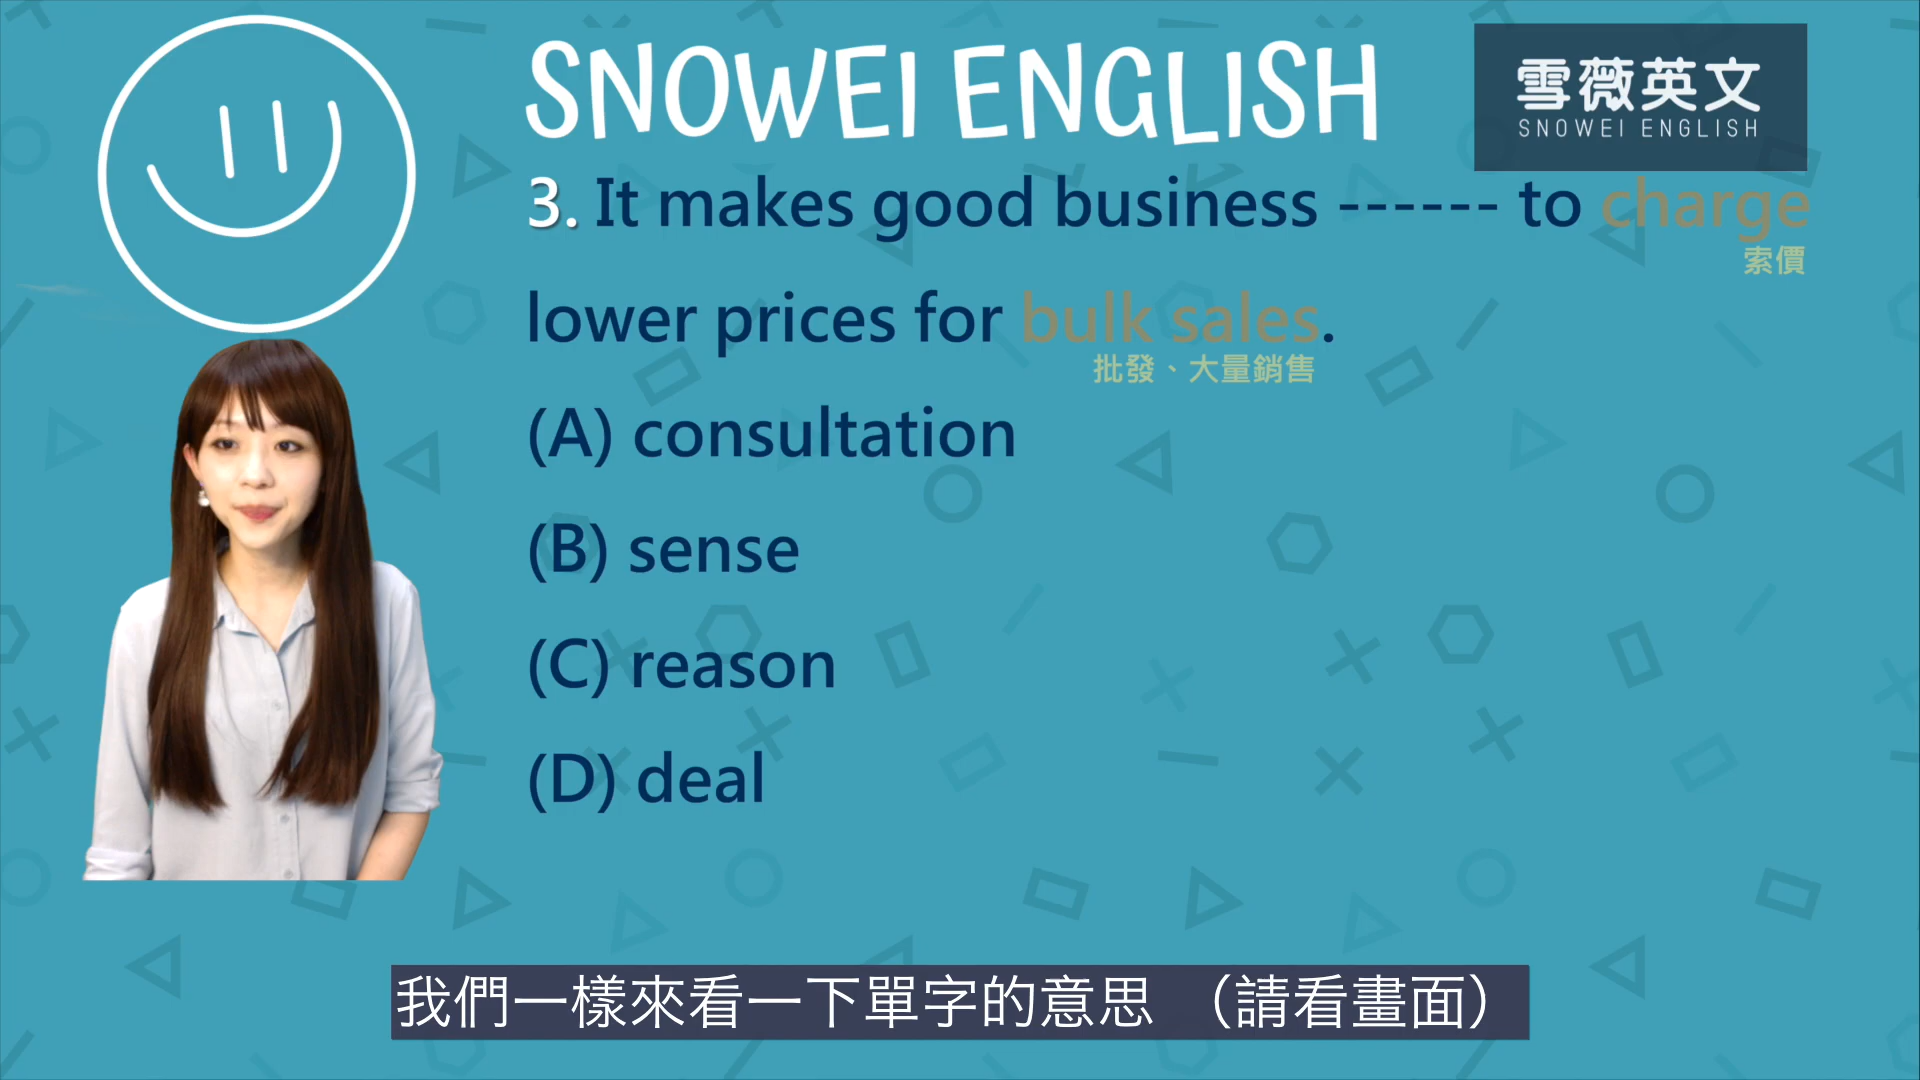 SNOWEI ENGLISH
雪薇英文
SNOWEI ENGLISH
3. It makes good business ------ to charge
索價
lower prices for bulk sales.
批發、大量銷售
(A) consultation
(B) sense
(C) reason
(D) deal
我們一樣來看一下單字的意思 （請看畫面）